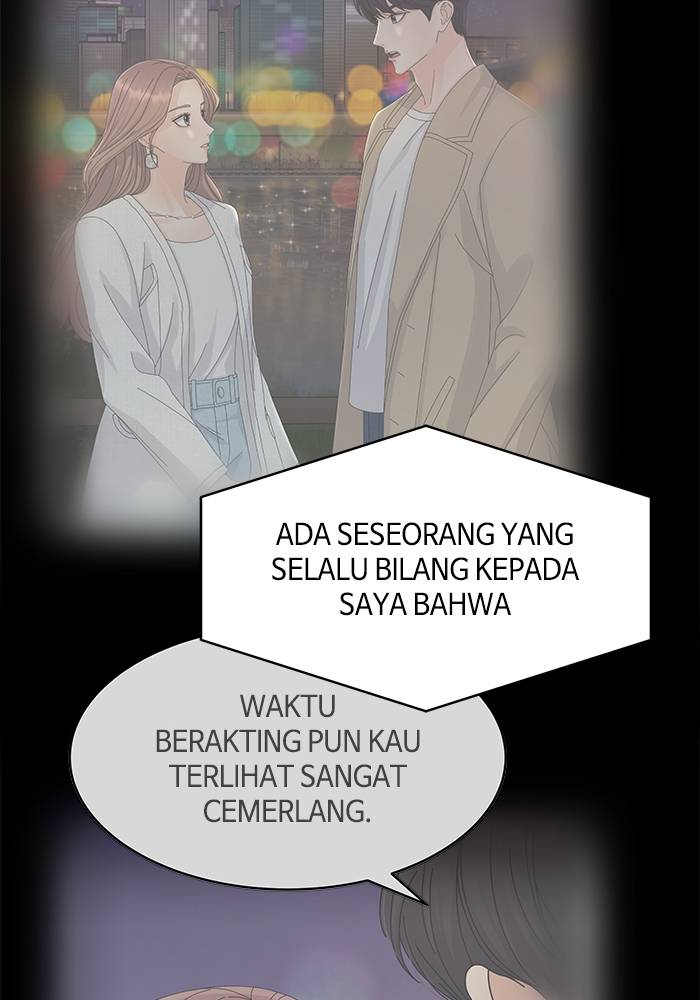 ADA SESEORANG YANG
SELALU BILANG KEPADA
SAYA BAHWA
WAKTU
BERAKTING PUN KAU
TERLIHAT SANGAT
CEMERLANG.